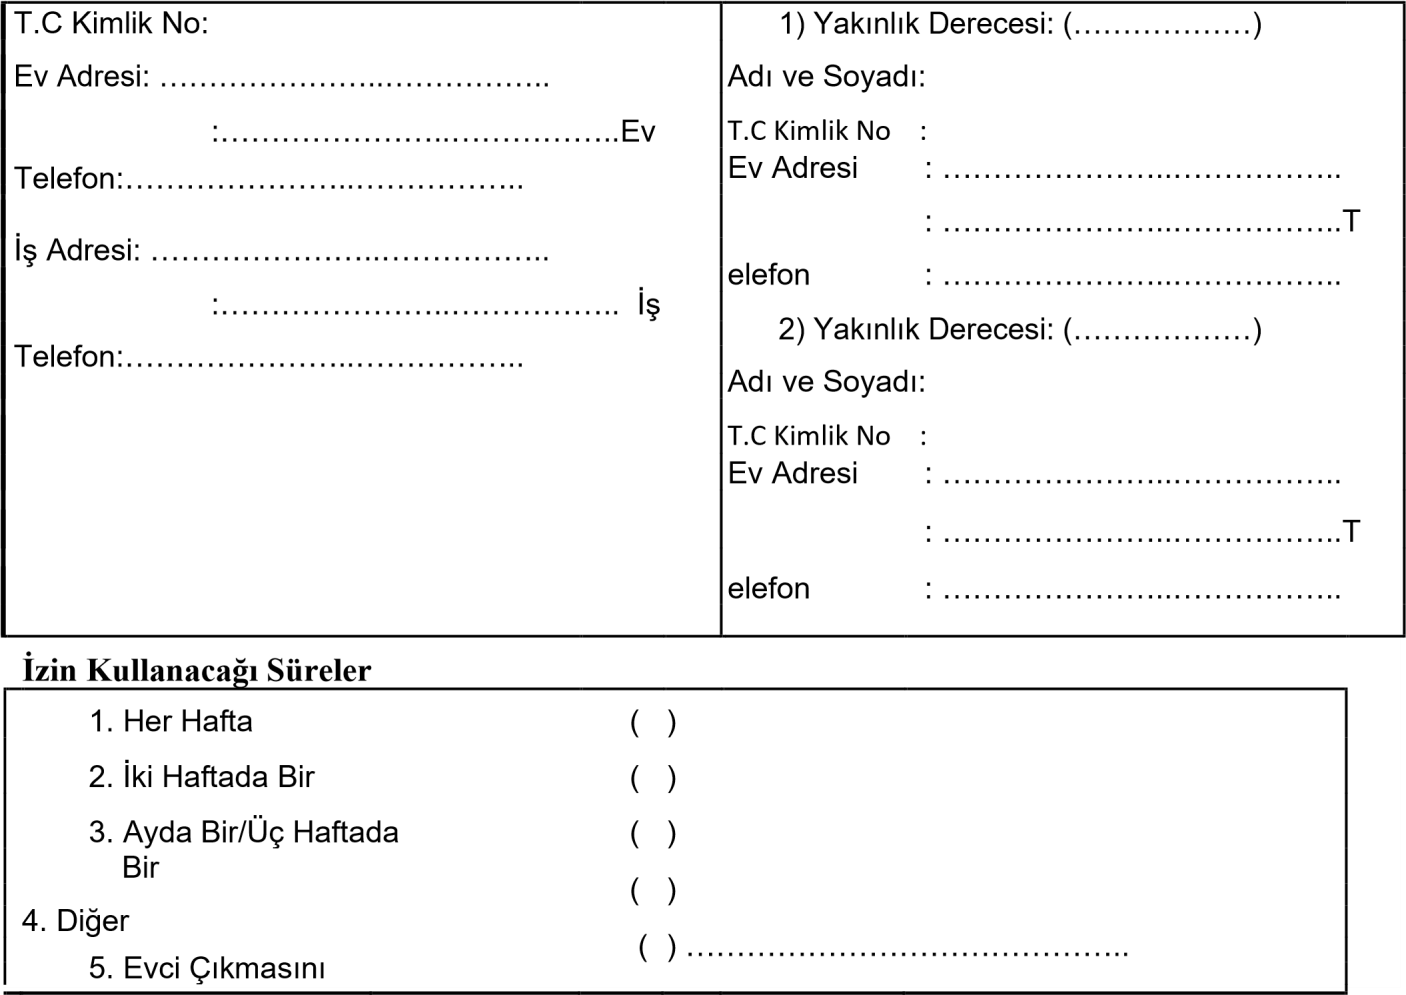 T.C Kimlik No:
Ev Adresi: …………………..……………..
:…………………..…………….Ev
Telefon:…………………..……………..
İş Adresi: …………………..……………..
:…………………..…………….. İş
Telefon:…………………..……………..
1) Yakınlık Derecesi: (………………)
Adı ve Soyadı:
T.C Kimlik No :
Ev Adresi : …………………..……………..
: …………………..……………..T
elefon : …………………..……………..
2) Yakınlık Derecesi: (………………)
Adı ve Soyadı:
T.C Kimlik No :
Ev Adresi : …………………..……………..
: …………………..……………..T
elefon : …………………..……………..
İzin Kullanacağı Süreler
1. Her Hafta ( )
2. İki Haftada Bir ( )
3. Ayda Bir/Üç Haftada ( )
Bir
( )
4. Diğer
( ) ……………………………………..
5. Evci Çıkmasını